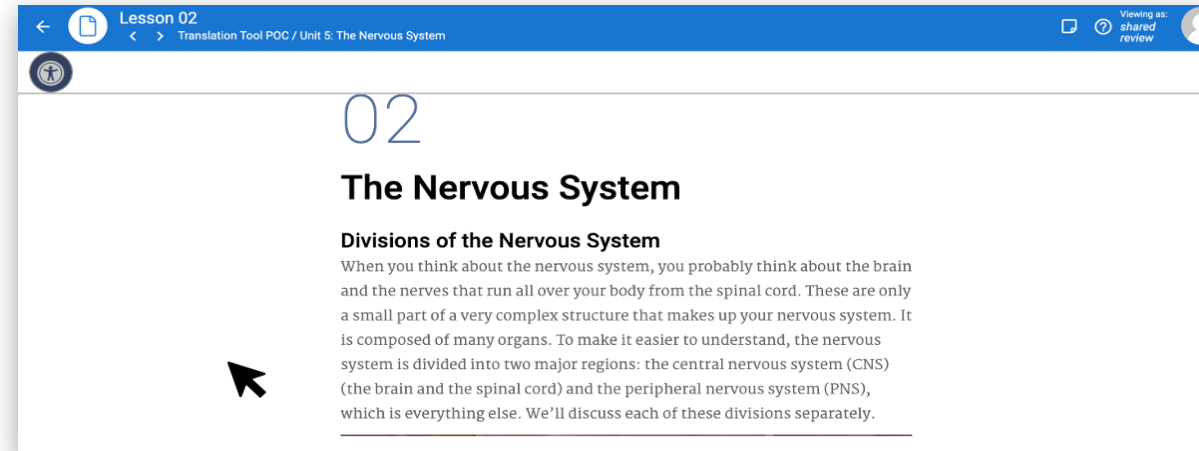 Lesson 02
Translation Tool POC / Unit 5: The Nervous System
Viewing as:
shared
review
02
The Nervous System
Divisions of the Nervous System
When you think about the nervous system, you probably think about the brain
and the nerves that run all over your body from the spinal cord. These are only
a small part of a very complex structure that makes up your nervous system. It
is composed of many organs. To make it easier to understand, the nervous
system is divided into two major regions: the central nervous system (CNS)
(the brain and the spinal cord) and the peripheral nervous system (PNS),
which is everything else. We’ll discuss each of these divisions separately.